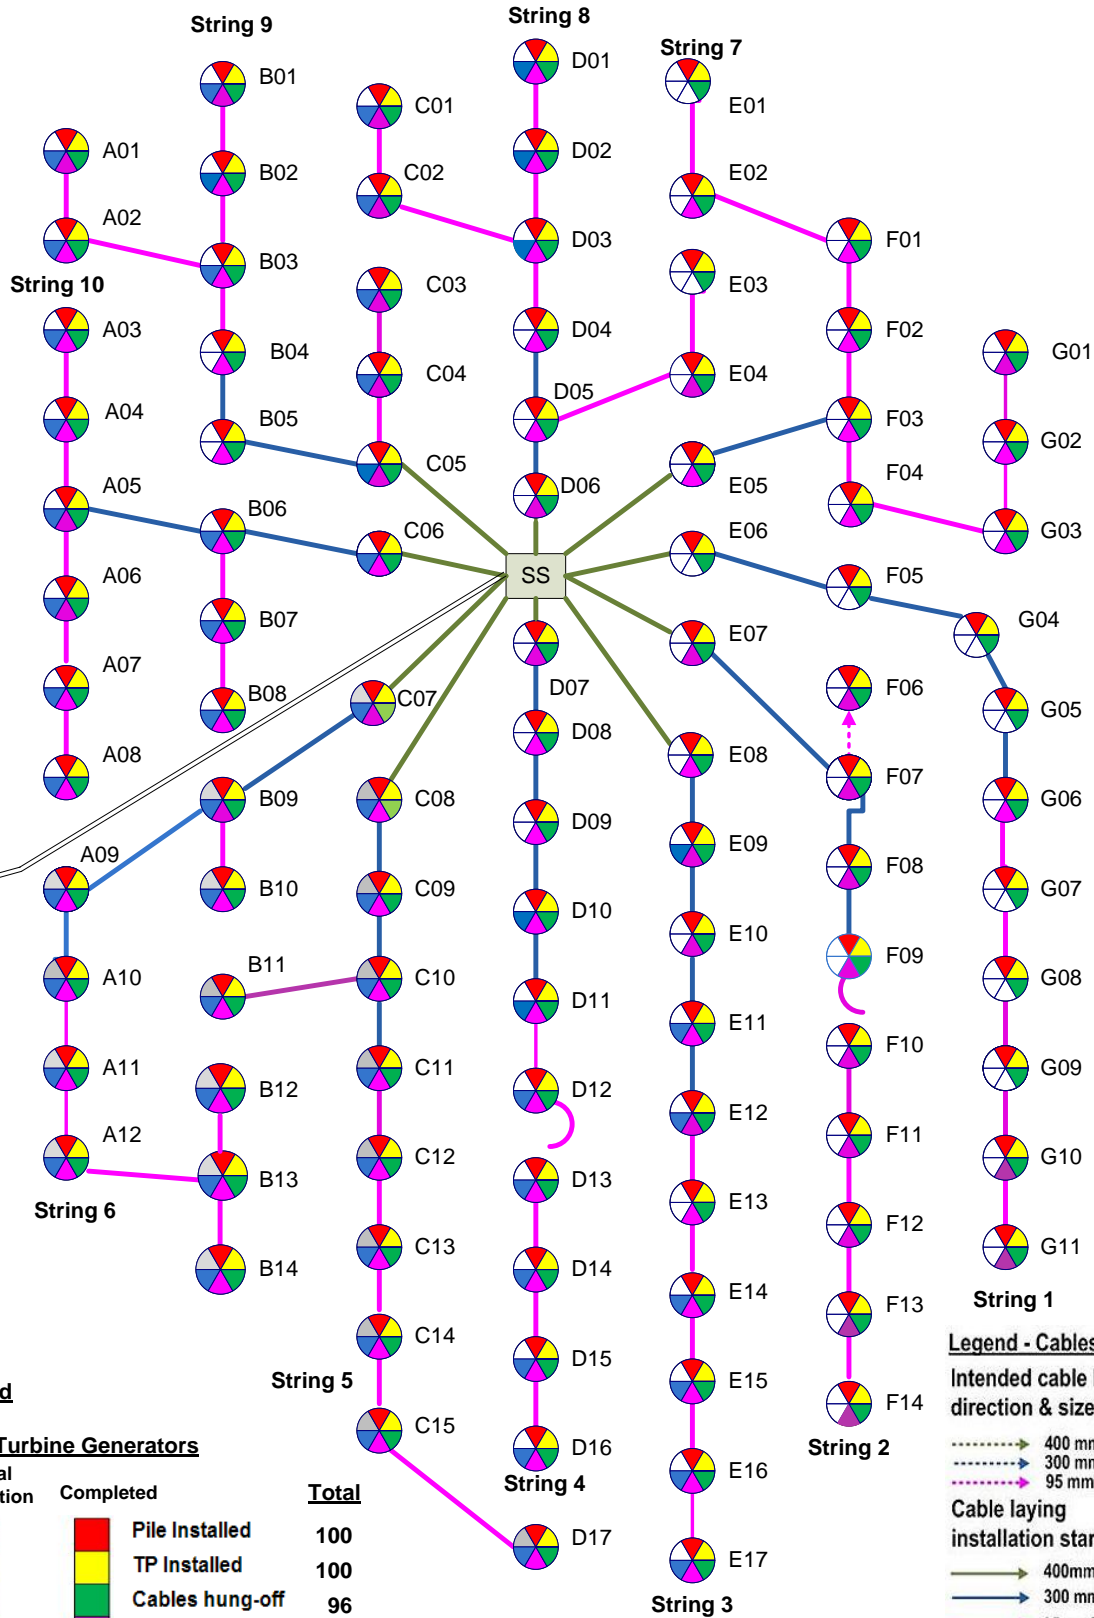 String 8
String 9
String 7
D01
B01
E01
C01
A01
D02
B02
C02
E02
A02
F01
D03
B03
String 10
C03
E03
A03
D04
F02
B04
G01
C04
E04
D05
A04
F03
B05
G02
C05
F04
A05
D06
E05
B06
C06
E06
G03
SS
A06
F05
B07
E07
G04
A07
B08
C07
D07
F06
G05
D08
A08
E08
F07
B09
C08
G06
D09
A09
E09
F08
B10
C09
G07
D10
E10
F09
B11
A10
C10
G08
D11
E11
F10
A11
C11
G09
B12
D12
E12
A12
F11
C12
G10
B13
D13
E13
String 6
F12
C13
G11
B14
D14
E14
String 1
F13
C14
Legend - Cables
D15
String 5
E15
Intended cable
direction & size
F14
C15
String 2
d
Turbine Generators
D16
400 mm
300 mm
95 mm
E16
String 4
al
tion
Completed
Total
Cable laying
installation star
Pile Installed
100
D17
TP Installed
100
E17
400mm
Cables hung-off
96
String 3
300 mm